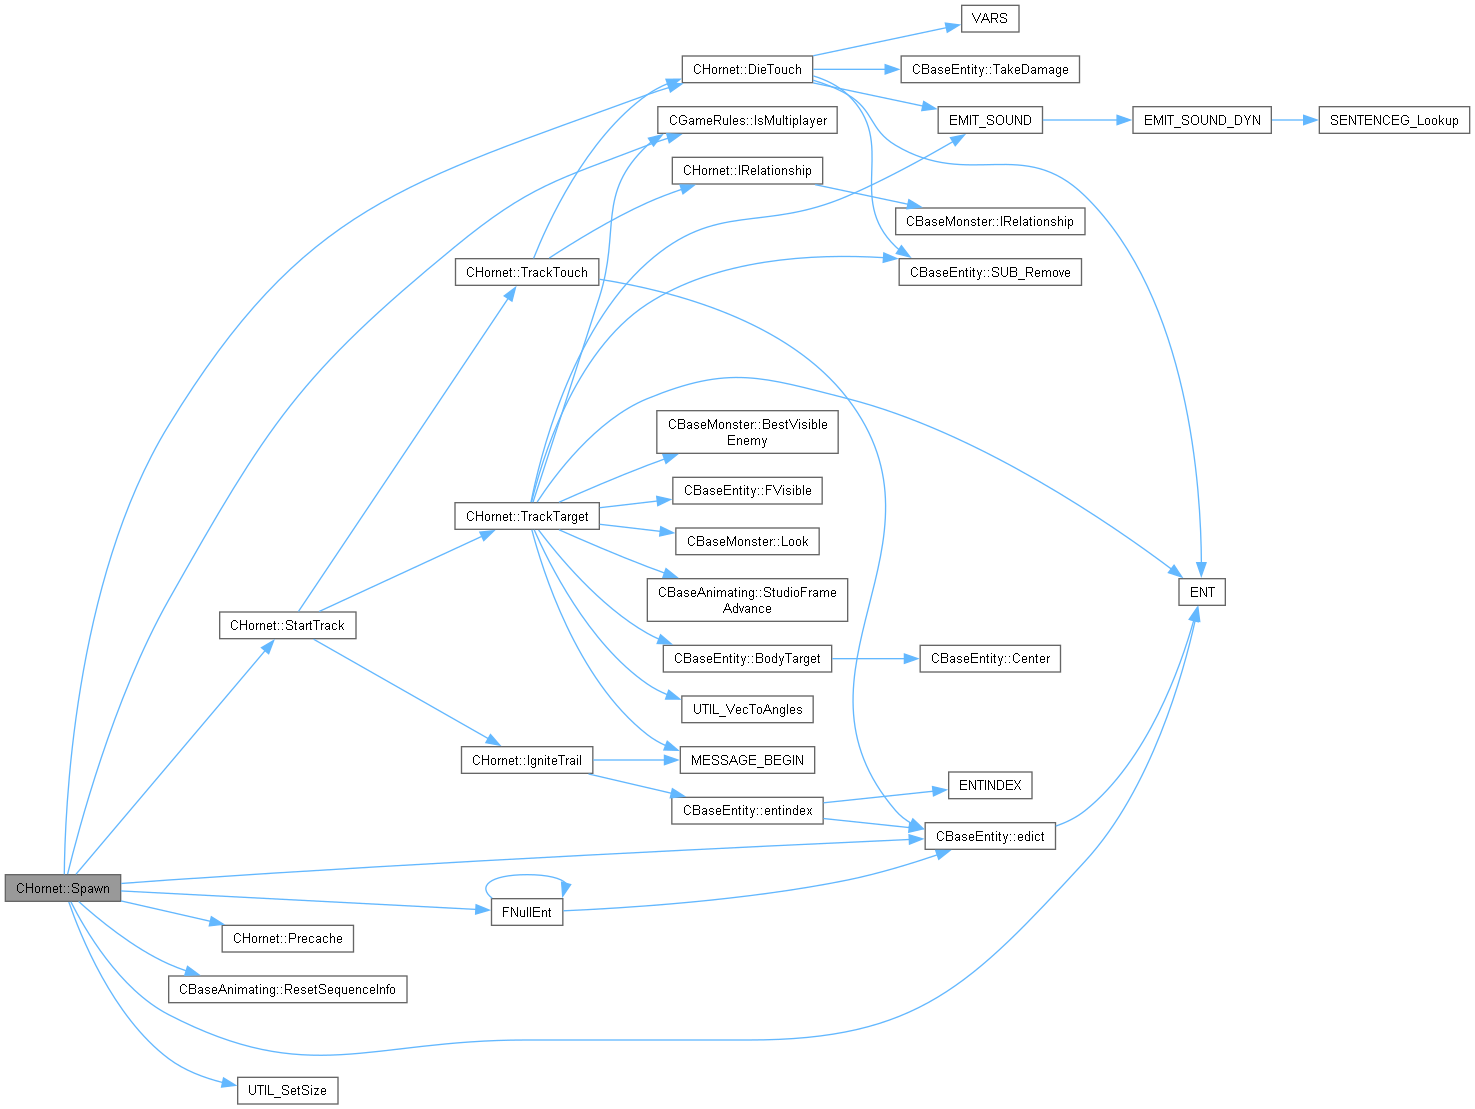 VARS
CHornet::DieTouch
CBaseEntity::TakeDamage
CGameRules::IsMultiplayer
EMIT_SOUND
EMIT_SOUND_DYN
SENTENCEG_Lookup
CHornet::IRelationship
CBaseMonster::IRelationship
CHornet::TrackTouch
CBaseEntity::SUB_Remove
CBaseMonster::BestVisible
Enemy
CBaseEntity::FVisible
CHornet::TrackTarget
CBaseMonster::Look
CBaseAnimating::StudioFrame
Advance
ENT
CHornet::StartTrack
CBaseEntity::BodyTarget
CBaseEntity::Center
UTIL_VecToAngles
CHornet::IgniteTrail
MESSAGE_BEGIN
ENTINDEX
CBaseEntity::entindex
CBaseEntity::edict
CHornet::Spawn
FNullEnt
CHornet::Precache
CBaseAnimating::ResetSequenceInfo
UTIL_SetSize